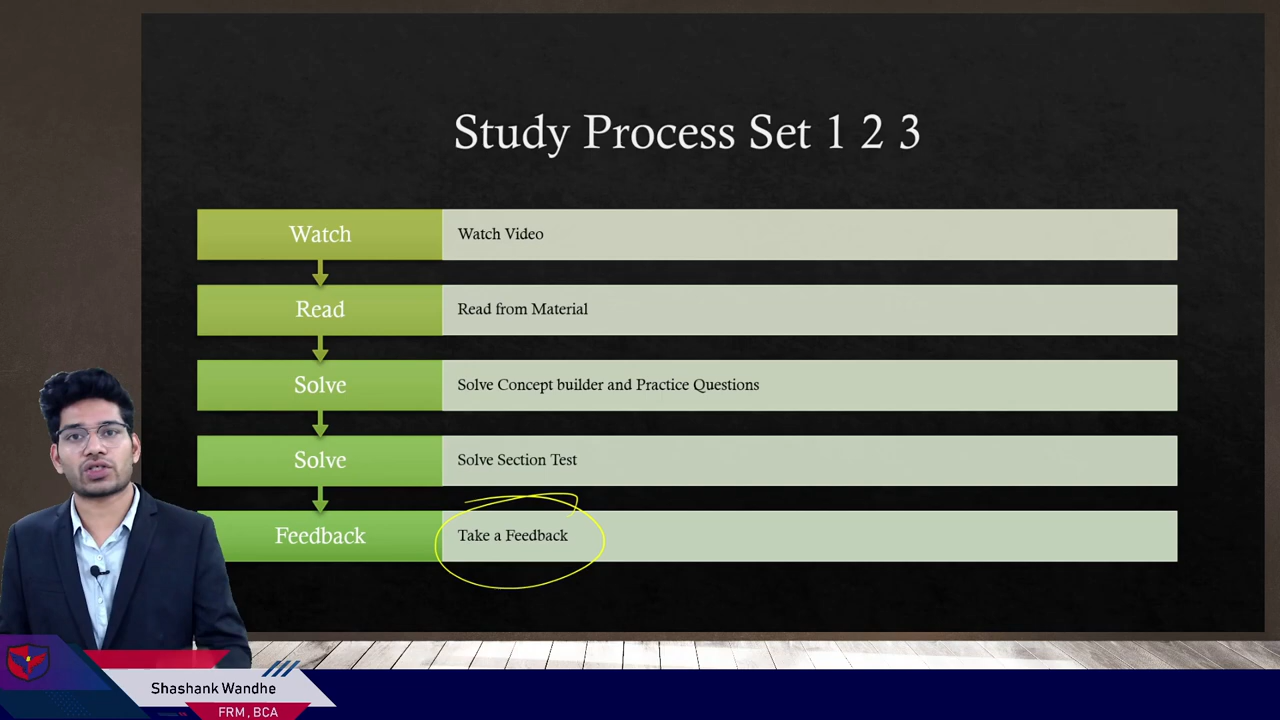 Study Process Set 1 2 3
Watch
Watch Video
Read
Read from Material
Solve
Solve Concept builder and Practice Questions
Solve
Solve Section Test
Feedback
Take a Feedback
Shashank Wandhe
FRM, BCA